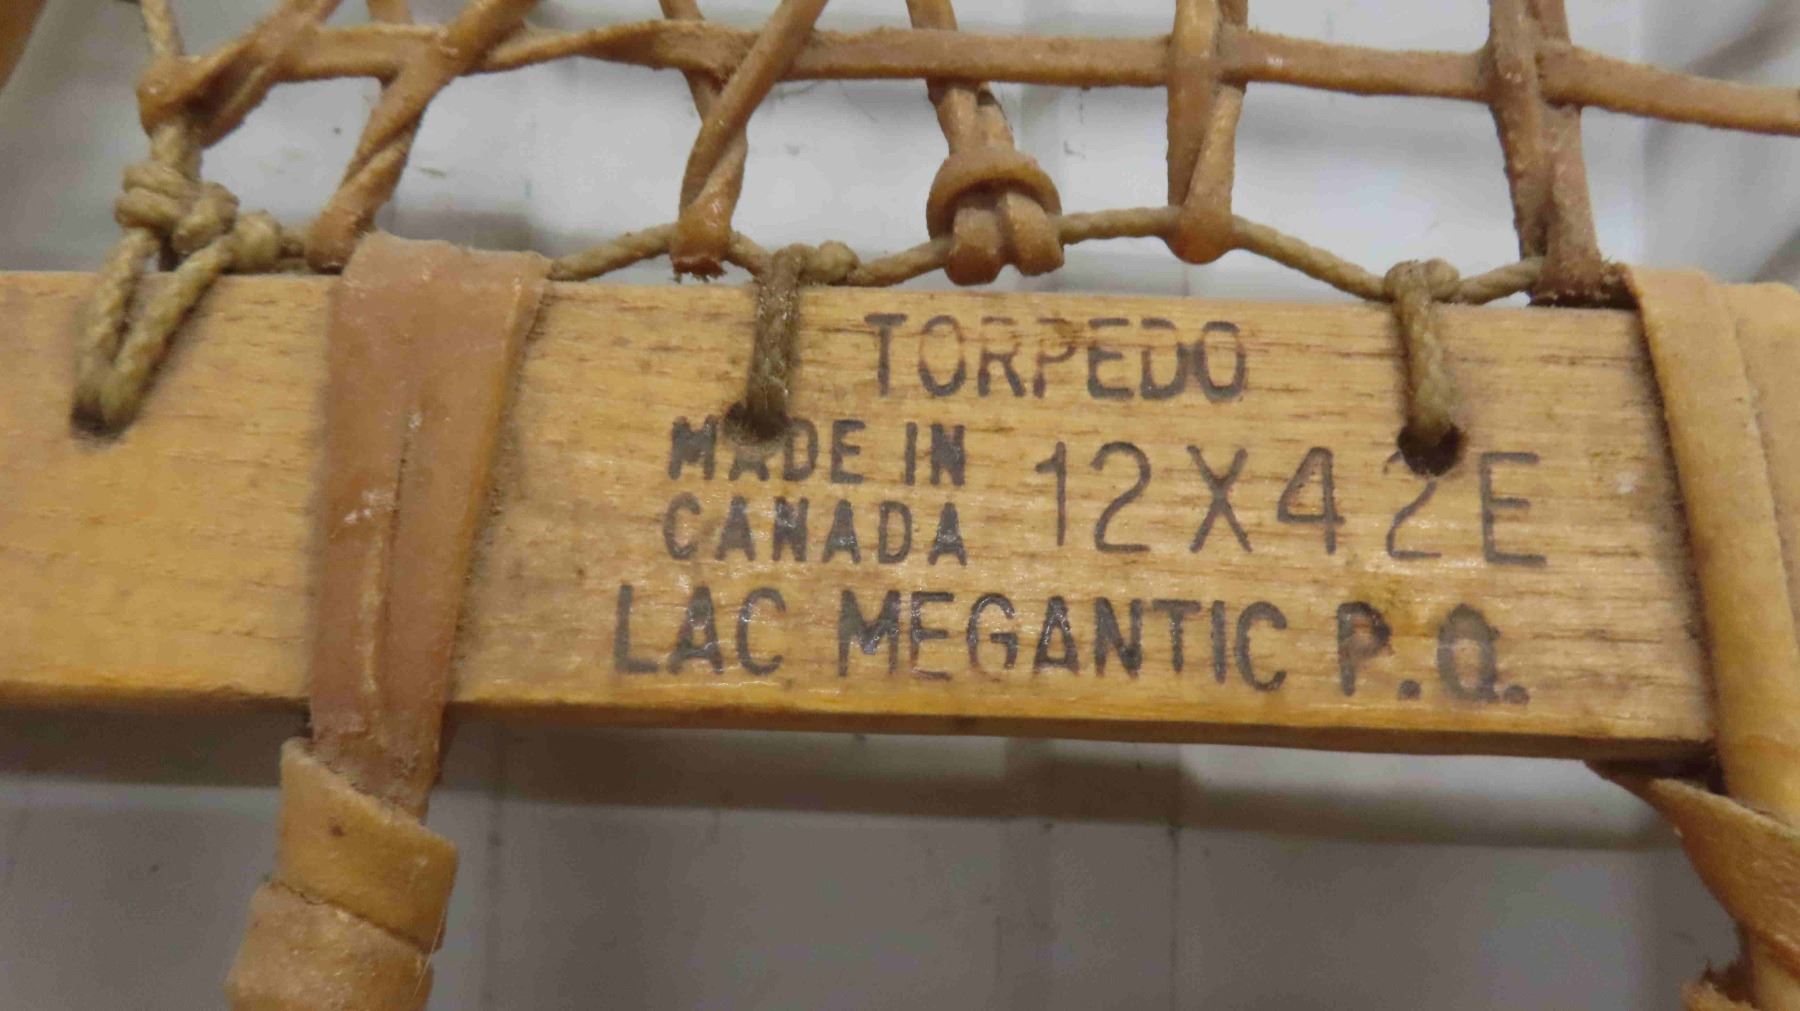 TORPEDO
MADE IN
CANADA
12X42E
LAC MEGANTIC P.Q.